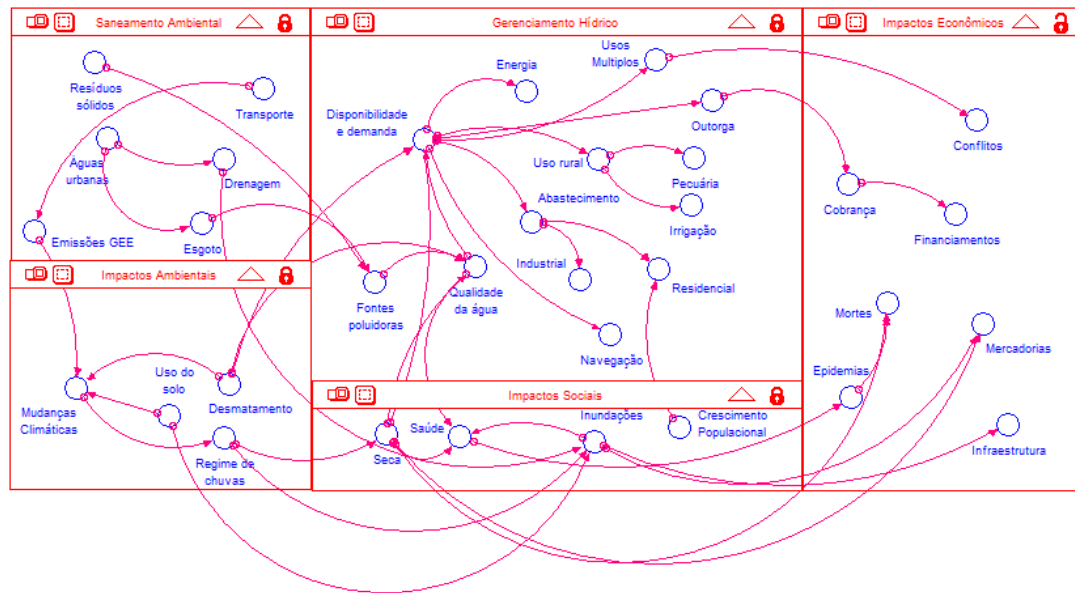 Saneamento Ambiental
Resíduos
sólidos
Transporte
Águas
urbanas
Drenagem
Esgoto
Emissões GEE
Gerenciamento Hídrico
Energia
Usos
Multiplos
Disponibilidade
e demanda
Outorga
Uso rural
Pecuária
Abastecimento
Irrigação
Industrial
Residencial
Fontes
poluidoras
Qualidade
da água
Navegação
Impactos Econômicos
Conflitos
Cobrança
Financiamentos
Mortes
Mercadorias
Epidemias
Infraestrutura
Impactos Ambientais
Uso do
solo
Desmatamento
Mudanças
Climáticas
Regime de
chuvas
Impactos Sociais
Seca
Saúde
Inundações
Crescimento
Populacional